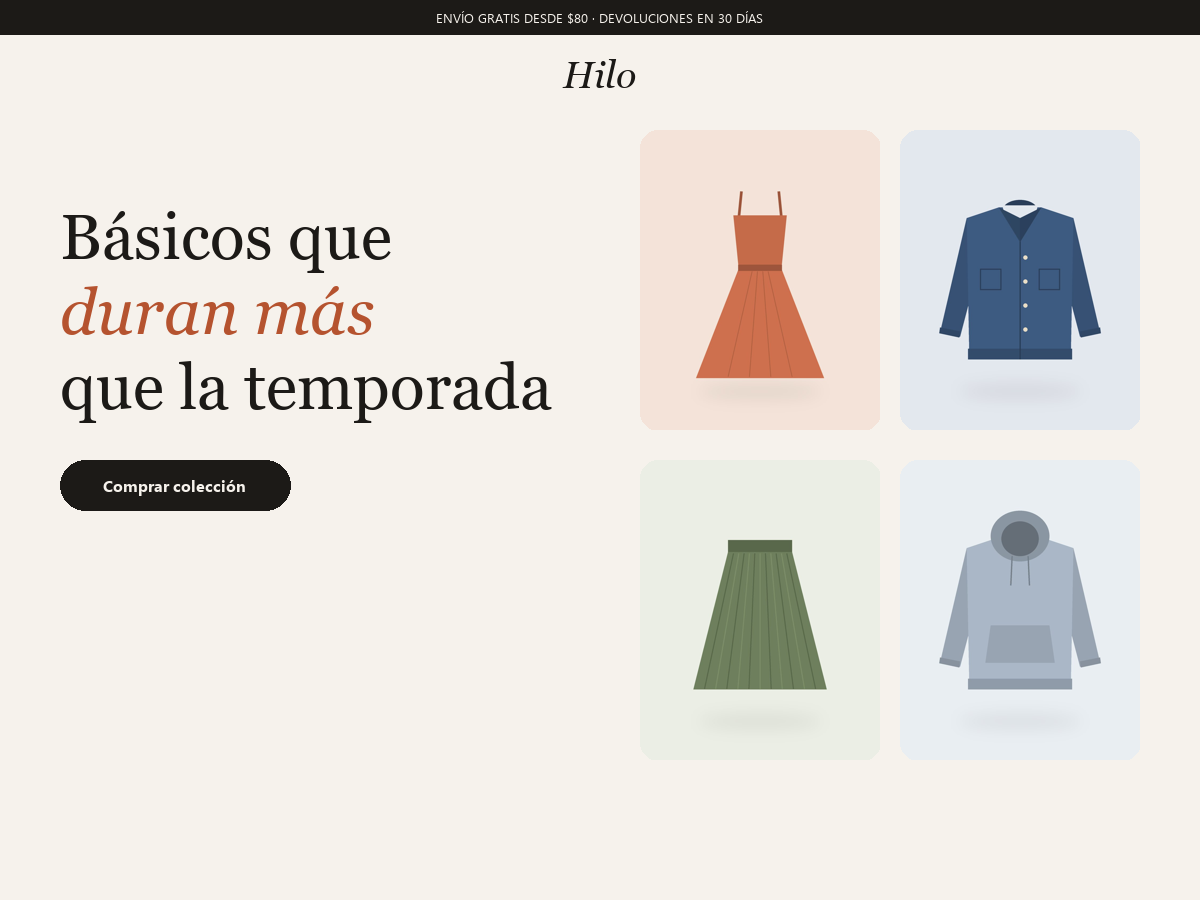 ENVÍO GRATIS DESDE $80 · DEVOLUCIONES EN 30 DÍAS
Hilo
Básicos que
duran más
que la temporada
Comprar colección